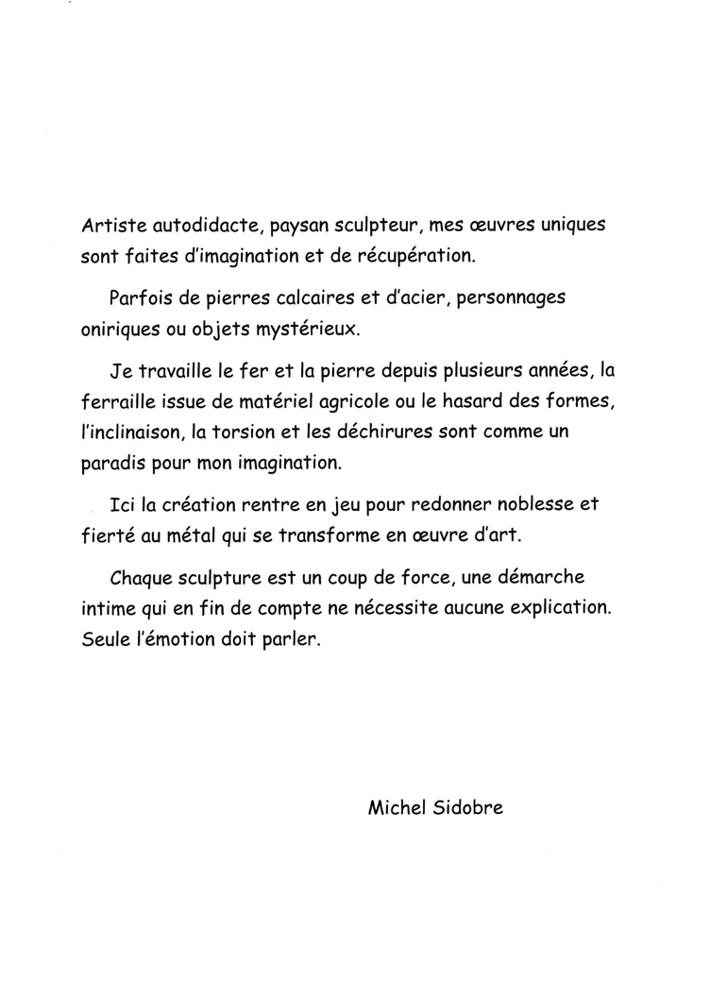 Artiste autodidacte, paysan sculpteur, mes œuvres uniques
sont faites d'imagination et de récupération.
Parfois de pierres calcaires et d'acier, personnages
oniriques ou objets mystérieux.
Je travaille le fer et la pierre depuis plusieurs années, la
ferraille issue de matériel agricole ou le hasard des formes,
l'inclinaison, la torsion et les déchirures sont comme un
paradis pour mon imagination.
Ici la création rentre en jeu pour redonner noblesse et
fierté au métal qui se transforme en œuvre d'art.
Chaque sculpture est un coup de force, une démarche
intime qui en fin de compte ne nécessite aucune explication.
Seule l'émotion doit parler.
Michel Sidobre